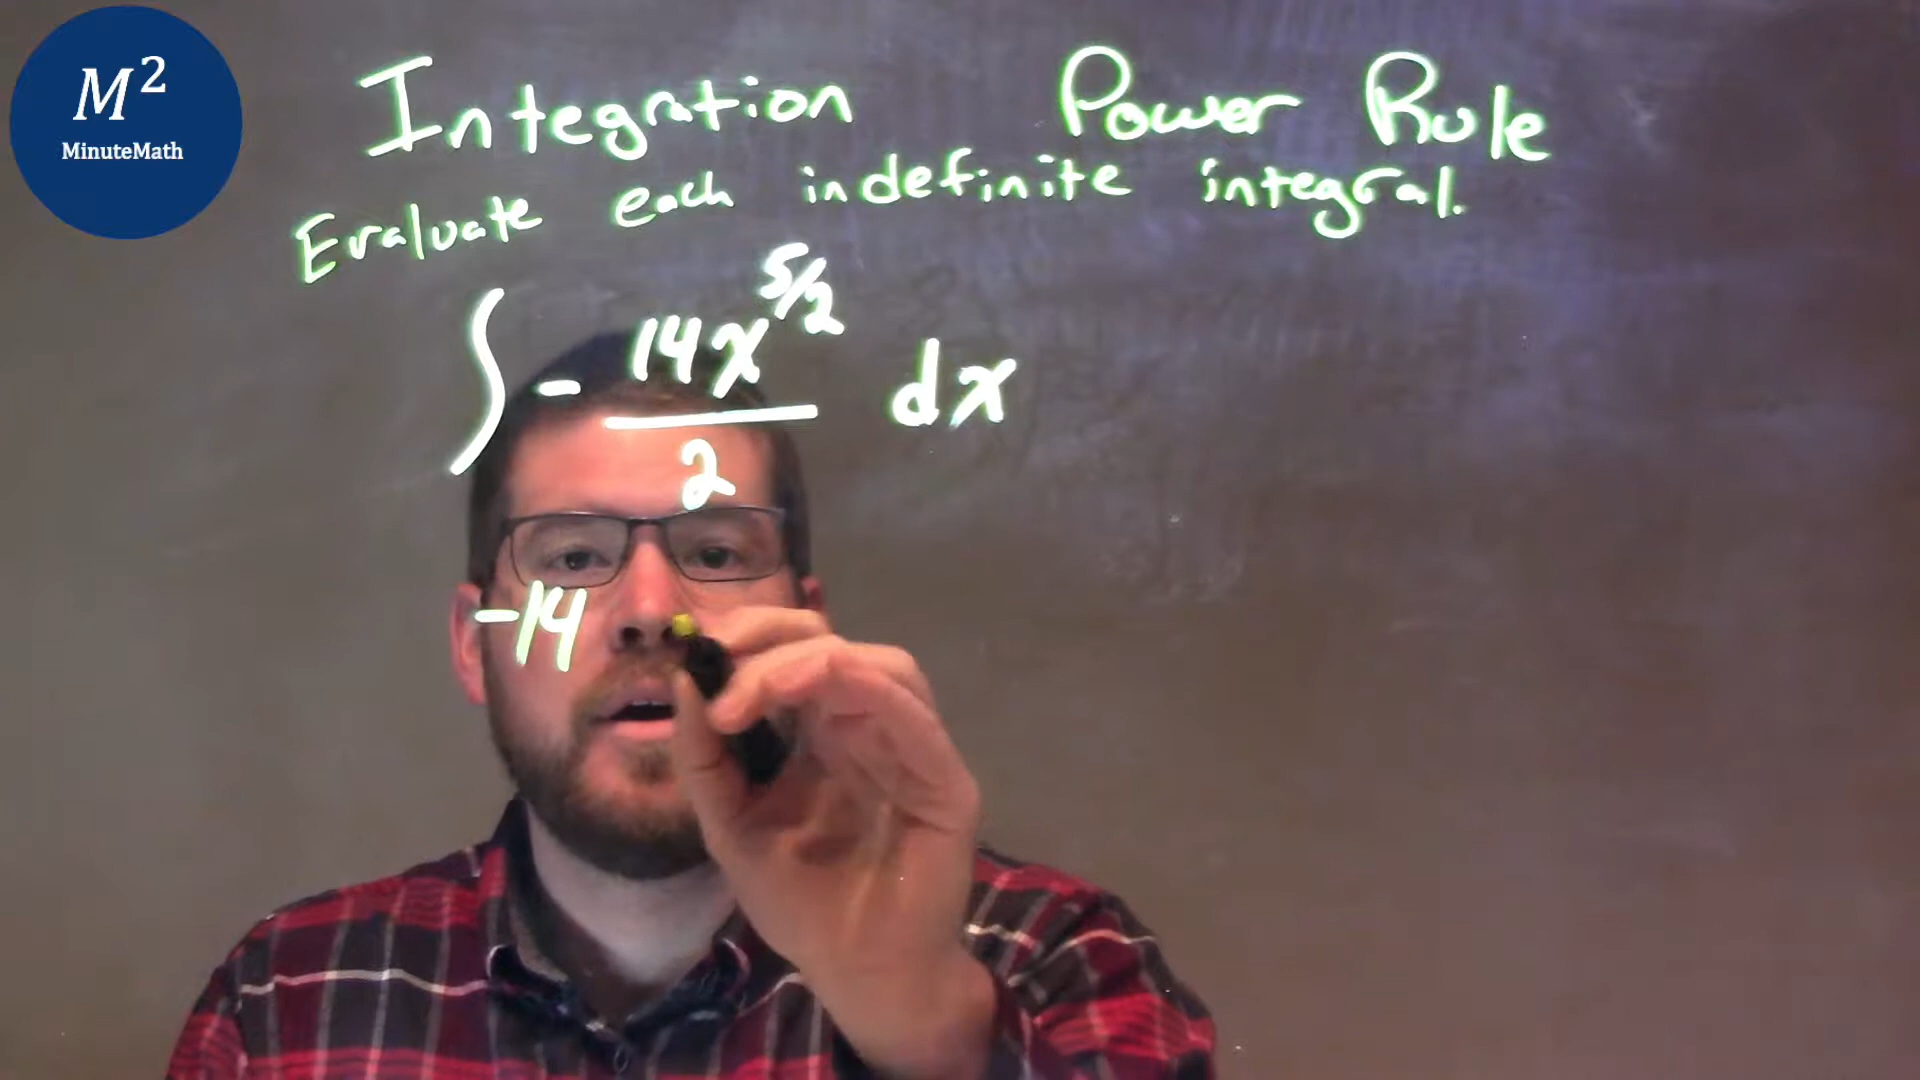 M²
MinuteMath
Integration Power Rule
Evaluate each indefinite integral.
∫ - 14x^5/2 / 2 dx
-14